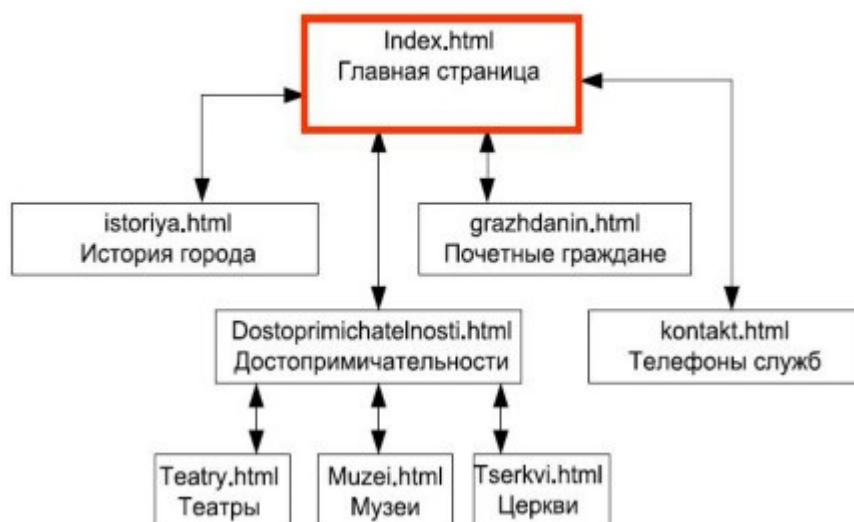 Index.html
Главная страница
istoriya.html
История города
grazhdanin.html
Почетные граждане
Dostoprimichatelnosti.html
Достопримичательности
kontakt.html
Телефоны служб
Teatry.html
Театры
Muzei.html
Музеи
Tserkvi.html
Церкви